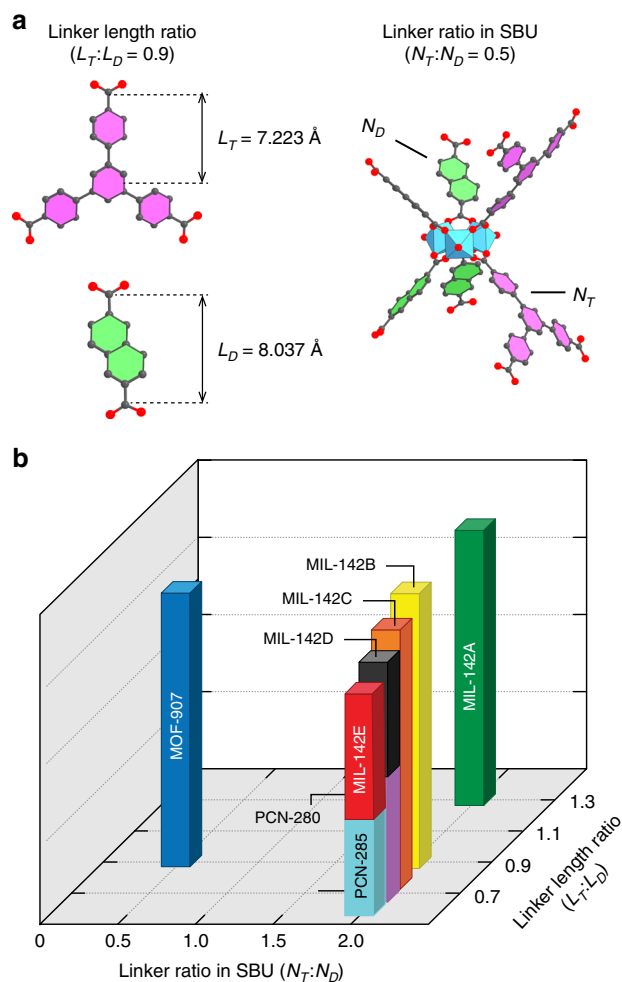 a
Linker length ratio
(L_T:L_D = 0.9)
Linker ratio in SBU
(N_T:N_D = 0.5)
L_T = 7.223 Å
N_D
L_D = 8.037 Å
N_T
b
MIL-142B
MIL-142C
MIL-142D
MIL-142A
MOF-907
MIL-142E
PCN-280
PCN-285
1.3
1.1
0.9
0.7
Linker length ratio
(L_T:L_D)
0
0.5
1.0
1.5
2.0
Linker ratio in SBU (N_T:N_D)